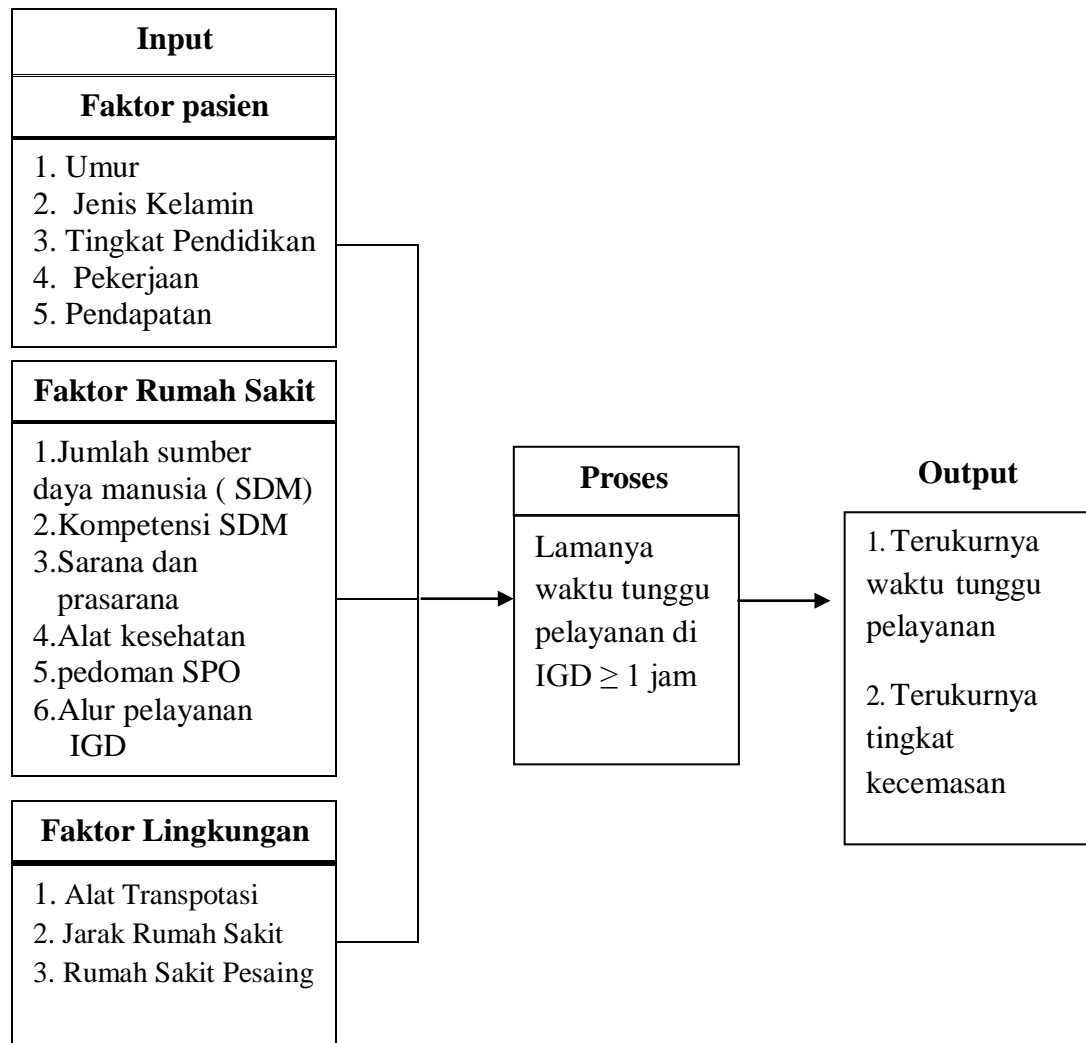 Input
Faktor pasien
1. Umur
2. Jenis Kelamin
3. Tingkat Pendidikan
4. Pekerjaan
5. Pendapatan
Faktor Rumah Sakit
1.Jumlah sumber
daya manusia ( SDM)
2.Kompetensi SDM
3.Sarana dan
prasarana
4.Alat kesehatan
5.pedoman SPO
6.Alur pelayanan
IGD
Faktor Lingkungan
1. Alat Transpotasi
2. Jarak Rumah Sakit
3. Rumah Sakit Pesaing
Proses
Lamanya
waktu tunggu
pelayanan di
IGD ≥ 1 jam
Output
1. Terukurnya
waktu tunggu
pelayanan
2. Terukurnya
tingkat
kecemasan